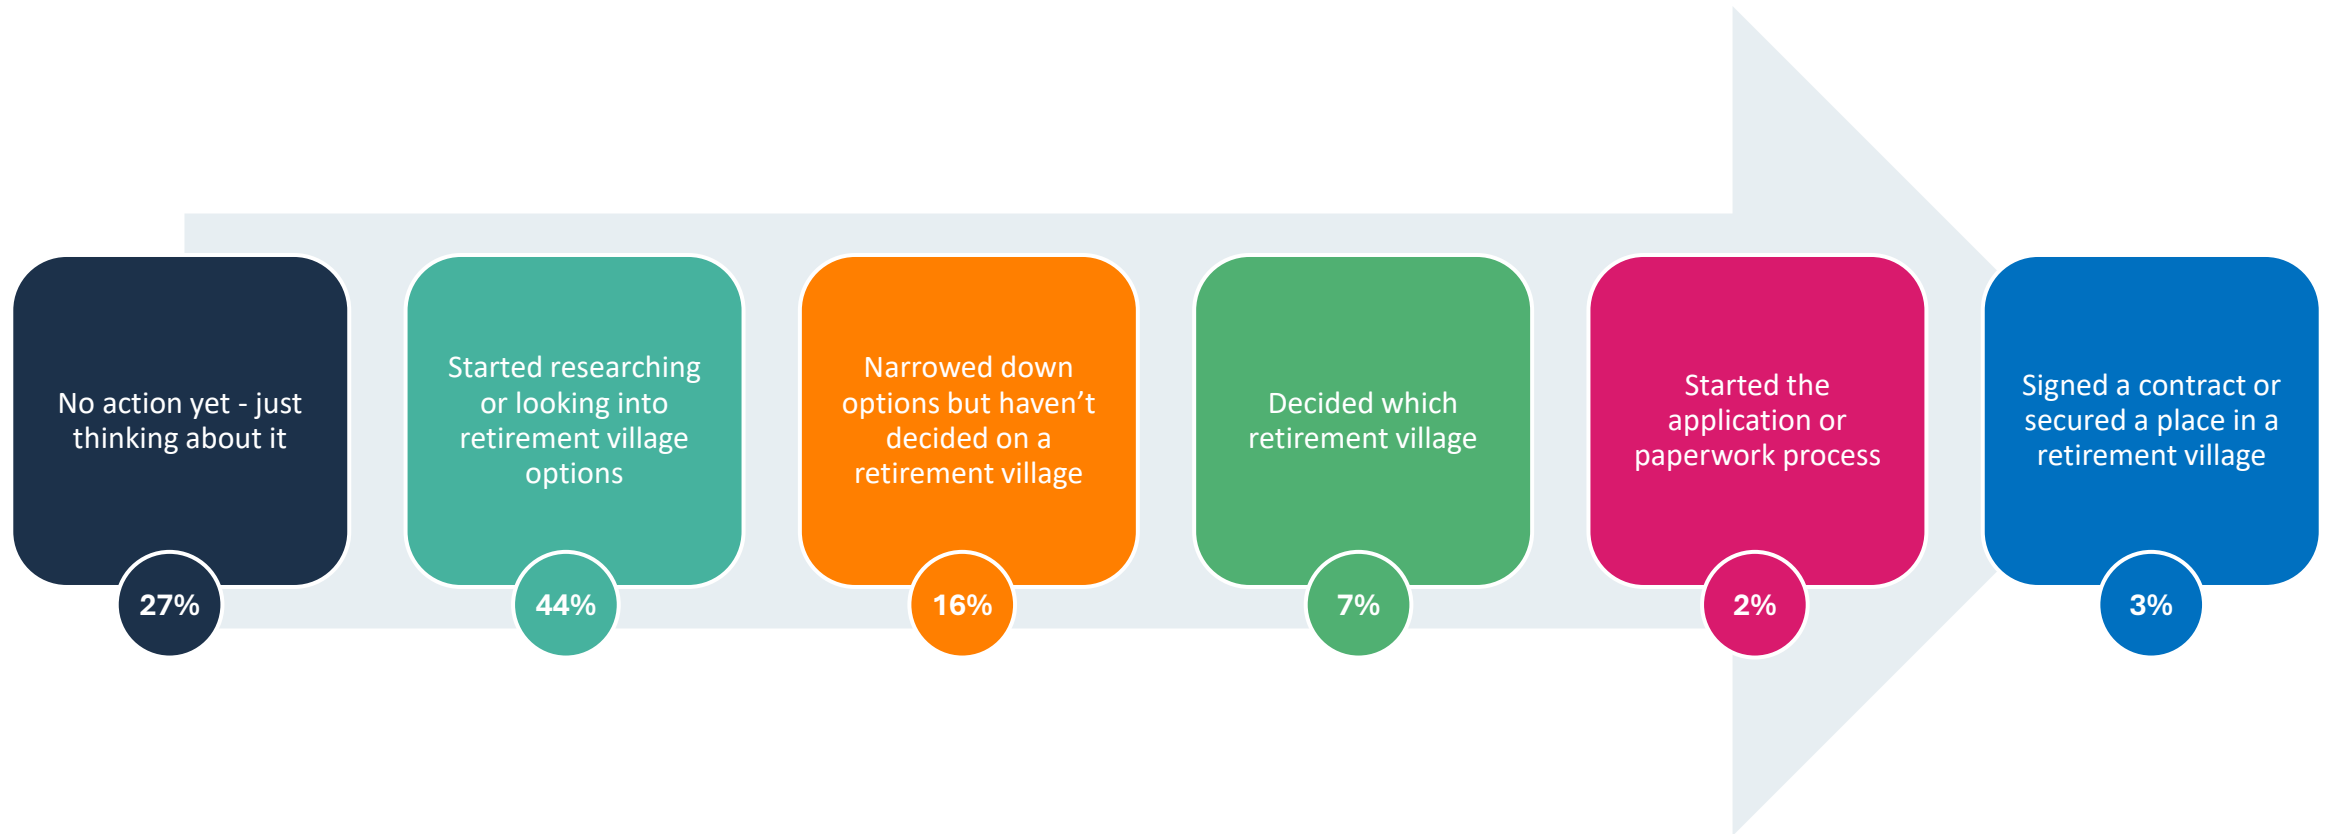 No action yet - just
thinking about it
27%
Started researching
or looking into
retirement village
options
44%
Narrowed down
options but haven’t
decided on a
retirement village
16%
Decided which
retirement village
7%
Started the
application or
paperwork process
2%
Signed a contract or
secured a place in a
retirement village
3%